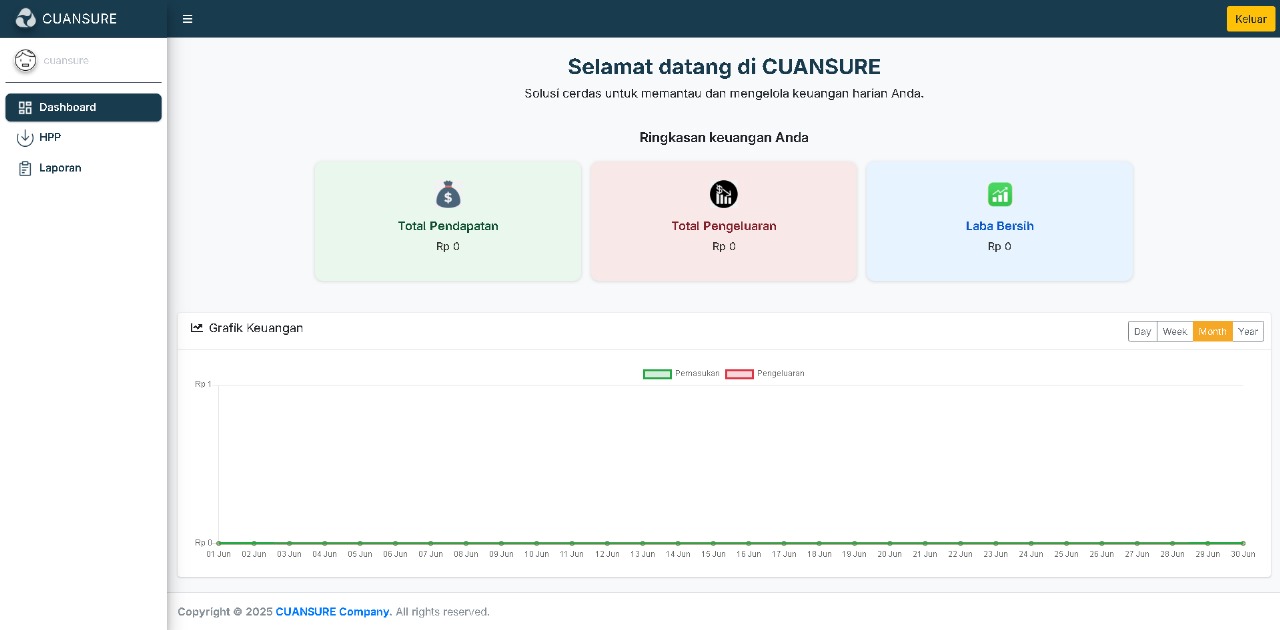 CUANSURE
Keluar
cuansure
Dashboard
HPP
Laporan
Selamat datang di CUANSURE
Solusi cerdas untuk memantau dan mengelola keuangan harian Anda.
Ringkasan keuangan Anda
Total Pendapatan
Rp 0
Total Pengeluaran
Rp 0
Laba Bersih
Rp 0
Grafik Keuangan
Day Week Month Year
Pemasukan Pengeluaran
Rp 1
Rp 0
01 Jun 02 Jun 03 Jun 04 Jun 05 Jun 06 Jun 07 Jun 08 Jun 09 Jun 10 Jun 11 Jun 12 Jun 13 Jun 14 Jun 15 Jun 16 Jun 17 Jun 18 Jun 19 Jun 20 Jun 21 Jun 22 Jun 23 Jun 24 Jun 25 Jun 26 Jun 27 Jun 28 Jun 29 Jun 30 Jun
Copyright © 2025 CUANSURE Company. All rights reserved.